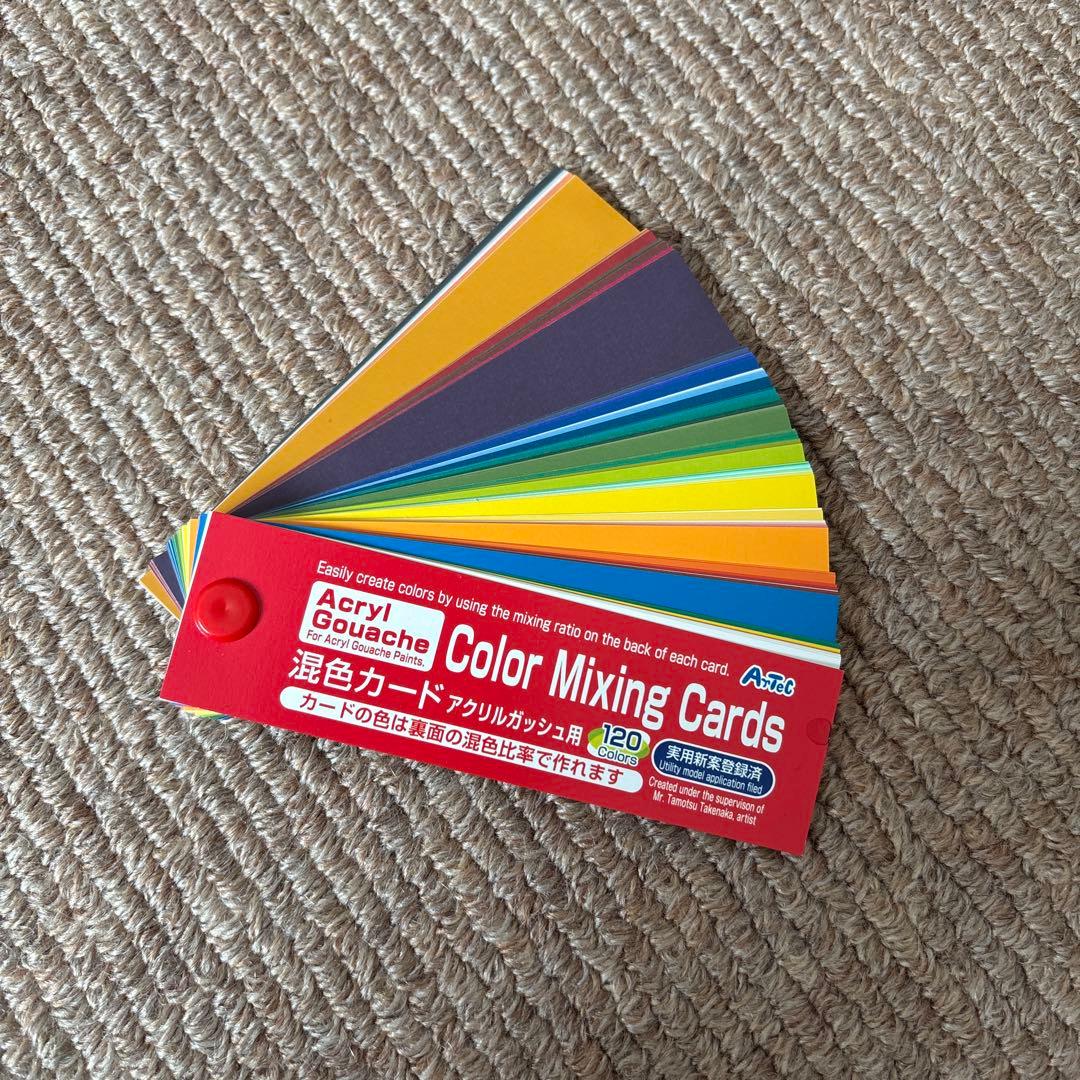 Easily create colors by using the mixing ratio on the back of each card.
Acryl
Gouache
For Acryl Gouache Paints.
Color Mixing Cards
ArTeC
混色カード アクリルガッシュ用
120
Colors
カードの色は裏面の混色比率で作れます
実用新案登録済
Utility model application filed
Created under the supervison of
Mr. Tamotsu Takenaka, artist